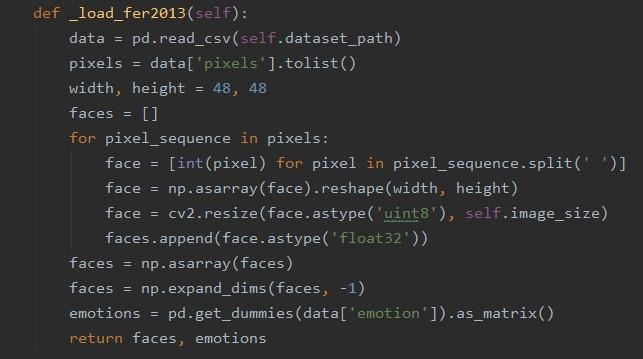 def _load_fer2013(self):
    data = pd.read_csv(self.dataset_path)
    pixels = data['pixels'].tolist()
    width, height = 48, 48
    faces = []
    for pixel_sequence in pixels:
        face = [int(pixel) for pixel in pixel_sequence.split(' ')]
        face = np.asarray(face).reshape(width, height)
        face = cv2.resize(face.astype('uint8'), self.image_size)
        faces.append(face.astype('float32'))
    faces = np.asarray(faces)
    faces = np.expand_dims(faces, -1)
    emotions = pd.get_dummies(data['emotion']).as_matrix()
    return faces, emotions